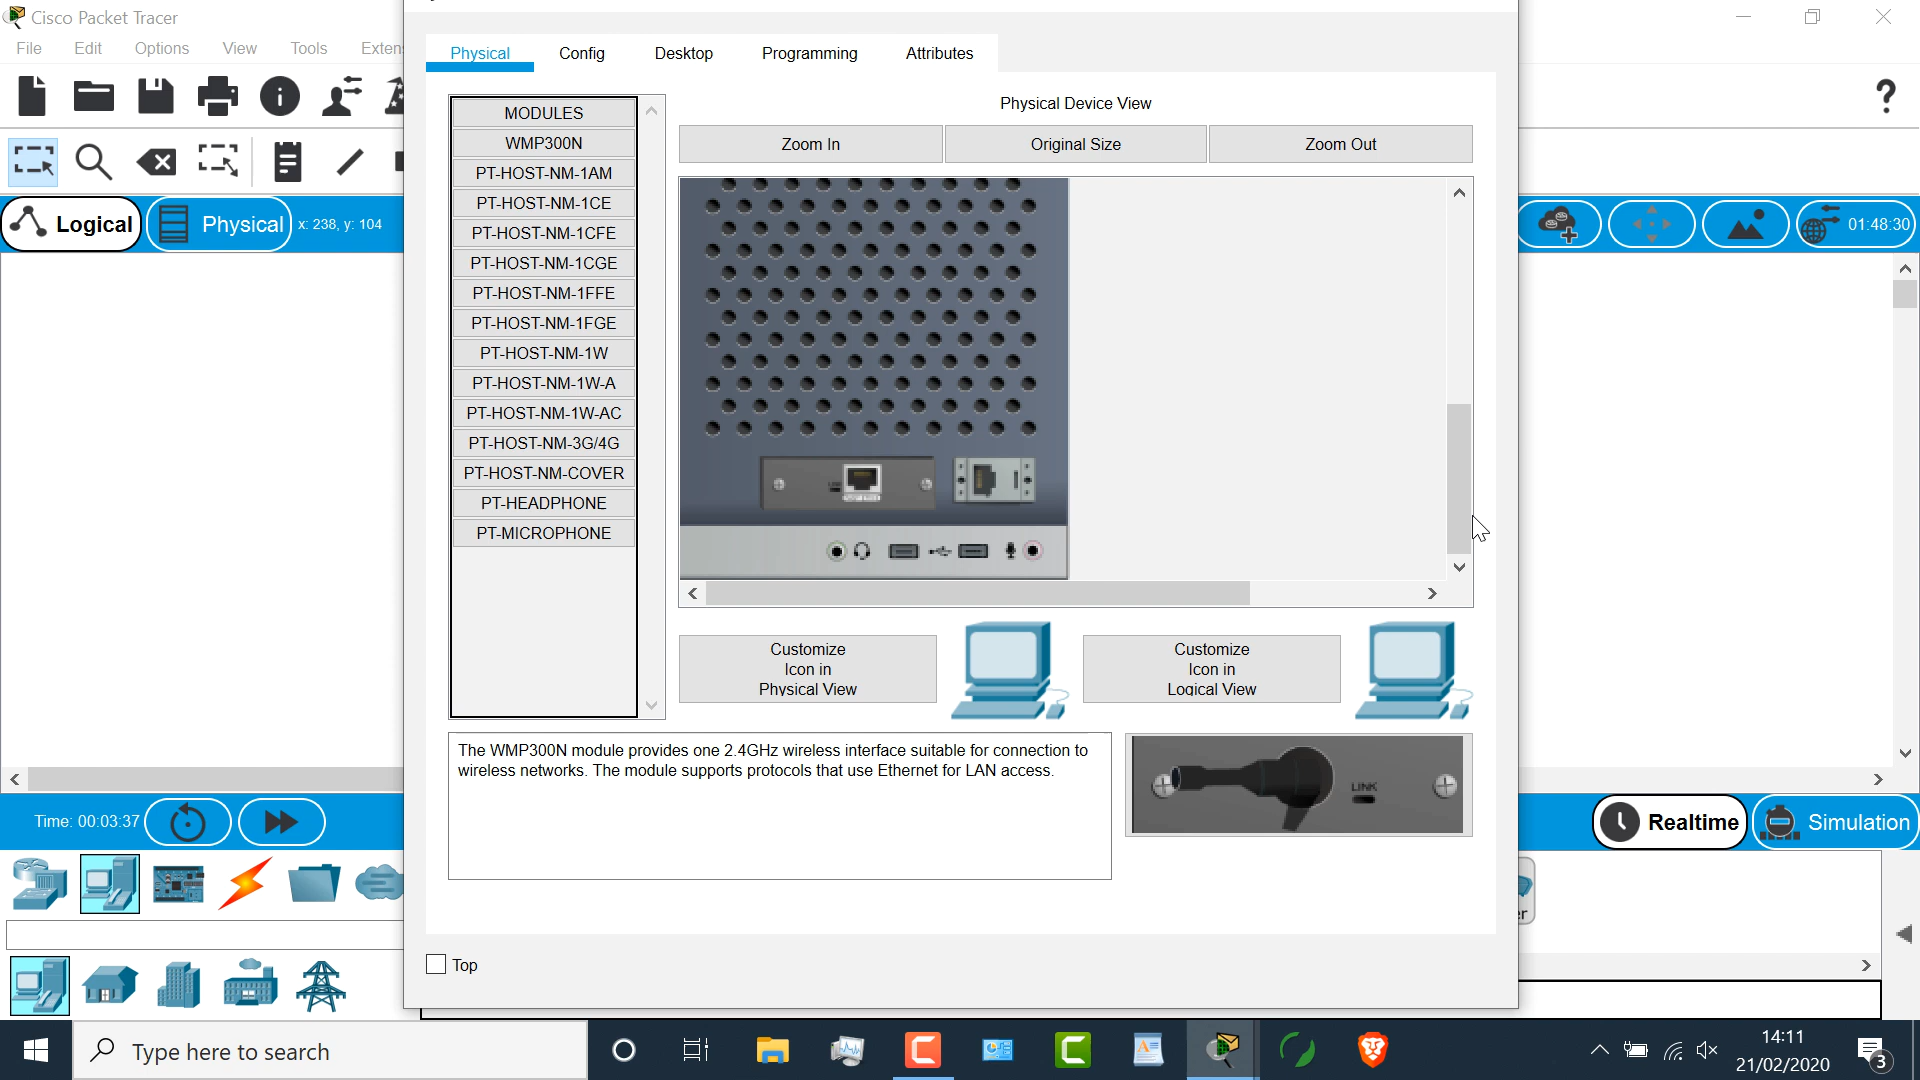 Cisco Packet Tracer
File Edit Options View Tools Exten
Physical Config Desktop Programming Attributes
Logical Physical x: 238, y: 104
01:48:30
MODULES
WMP300N
PT-HOST-NM-1AM
PT-HOST-NM-1CE
PT-HOST-NM-1CFE
PT-HOST-NM-1CGE
PT-HOST-NM-1FFE
PT-HOST-NM-1FGE
PT-HOST-NM-1W
PT-HOST-NM-1W-A
PT-HOST-NM-1W-AC
PT-HOST-NM-3G/4G
PT-HOST-NM-COVER
PT-HEADPHONE
PT-MICROPHONE
Physical Device View
Zoom In Original Size Zoom Out
Customize
Icon in
Physical View
Customize
Icon in
Logical View
The WMP300N module provides one 2.4GHz wireless interface suitable for connection to
wireless networks. The module supports protocols that use Ethernet for LAN access.
LINK
Top
Time: 00:03:37
Realtime Simulation
Type here to search
14:11
21/02/2020
3